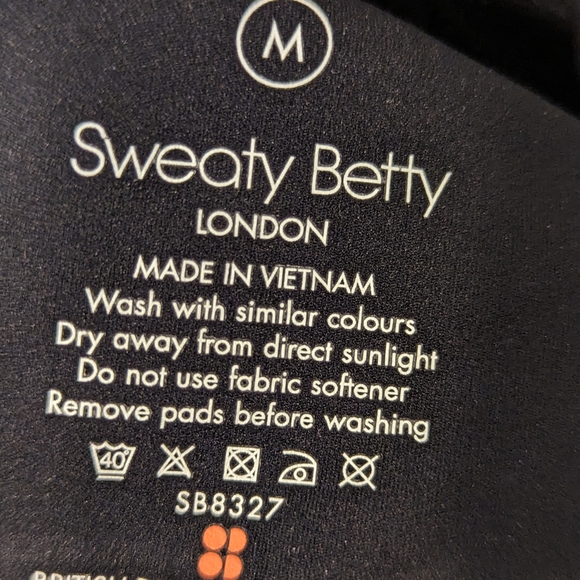 M
Sweaty Betty
LONDON
MADE IN VIETNAM
Wash with similar colours
Dry away from direct sunlight
Do not use fabric softener
Remove pads before washing
40°
SB8327
BRITISH